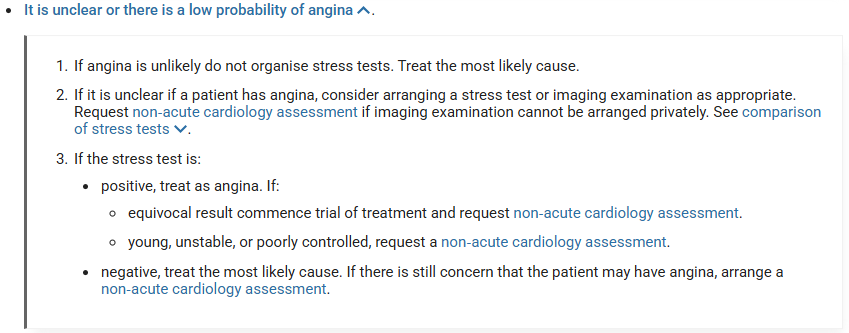 • It is unclear or there is a low probability of angina.
1. If angina is unlikely do not organise stress tests. Treat the most likely cause.
2. If it is unclear if a patient has angina, consider arranging a stress test or imaging examination as appropriate.
Request non-acute cardiology assessment if imaging examination cannot be arranged privately. See comparison
of stress tests.
3. If the stress test is:
• positive, treat as angina. If:
◦ equivocal result commence trial of treatment and request non-acute cardiology assessment.
◦ young, unstable, or poorly controlled, request a non-acute cardiology assessment.
• negative, treat the most likely cause. If there is still concern that the patient may have angina, arrange a
non-acute cardiology assessment.